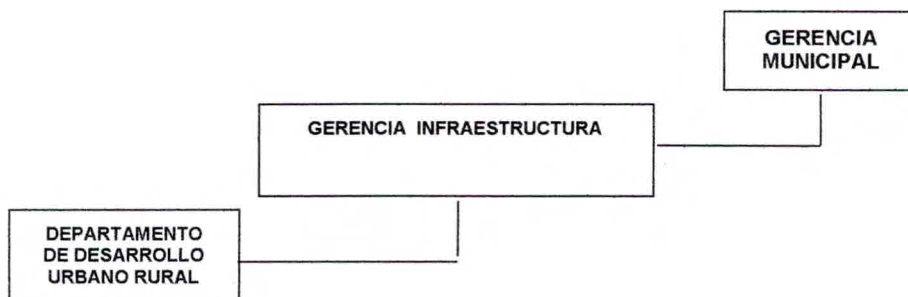 GERENCIA
MUNICIPAL
GERENCIA INFRAESTRUCTURA
DEPARTAMENTO
DE DESARROLLO
URBANO RURAL